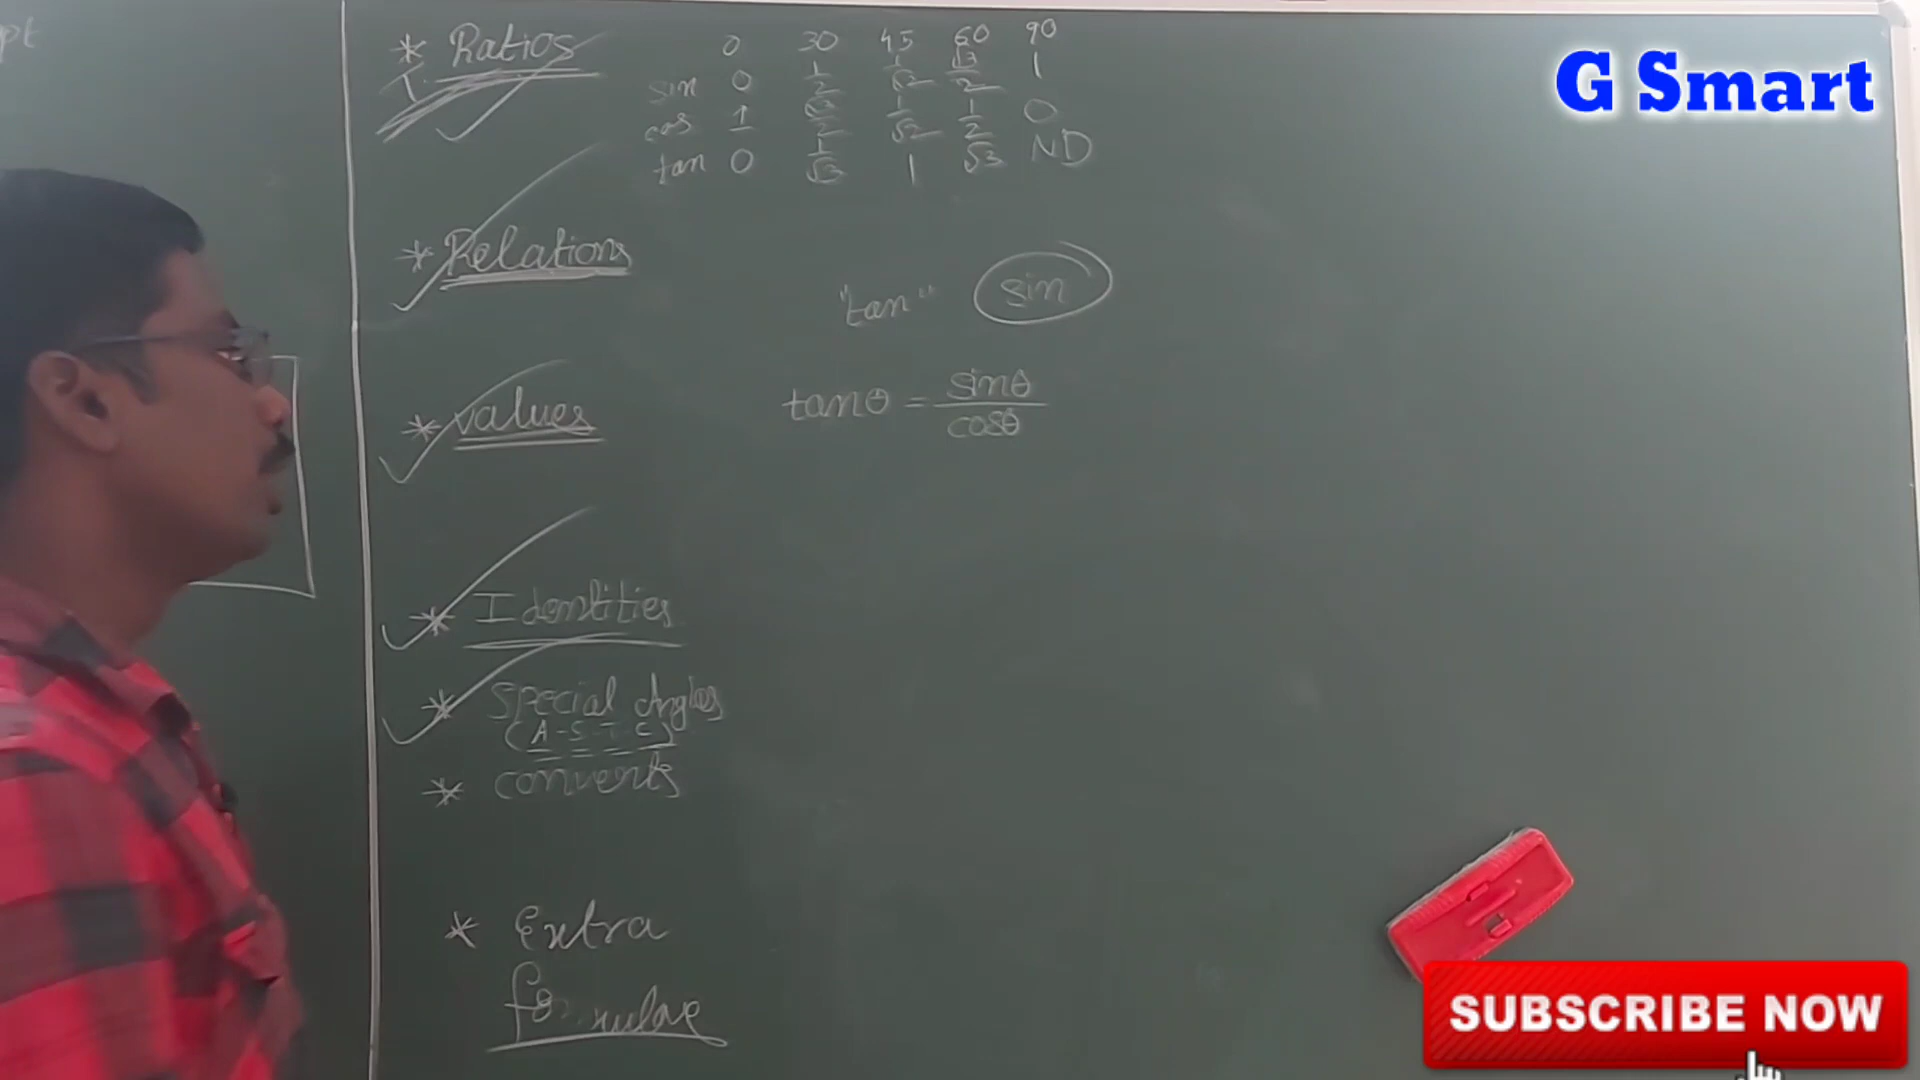 pt
* Ratios
T.
0 30 45 60 90
sin 0 1/2 1/√2 √3/2 1
cos 1 √3/2 1/√2 1/2 0
tan 0 1/√3 1 √3 ND
* Relations
"tan" sin
* values
tanθ = sinθ/cosθ
* Identities
* Special Angles
(A-S-T-C)
* converts
* Extra
formulae
G Smart
SUBSCRIBE NOW